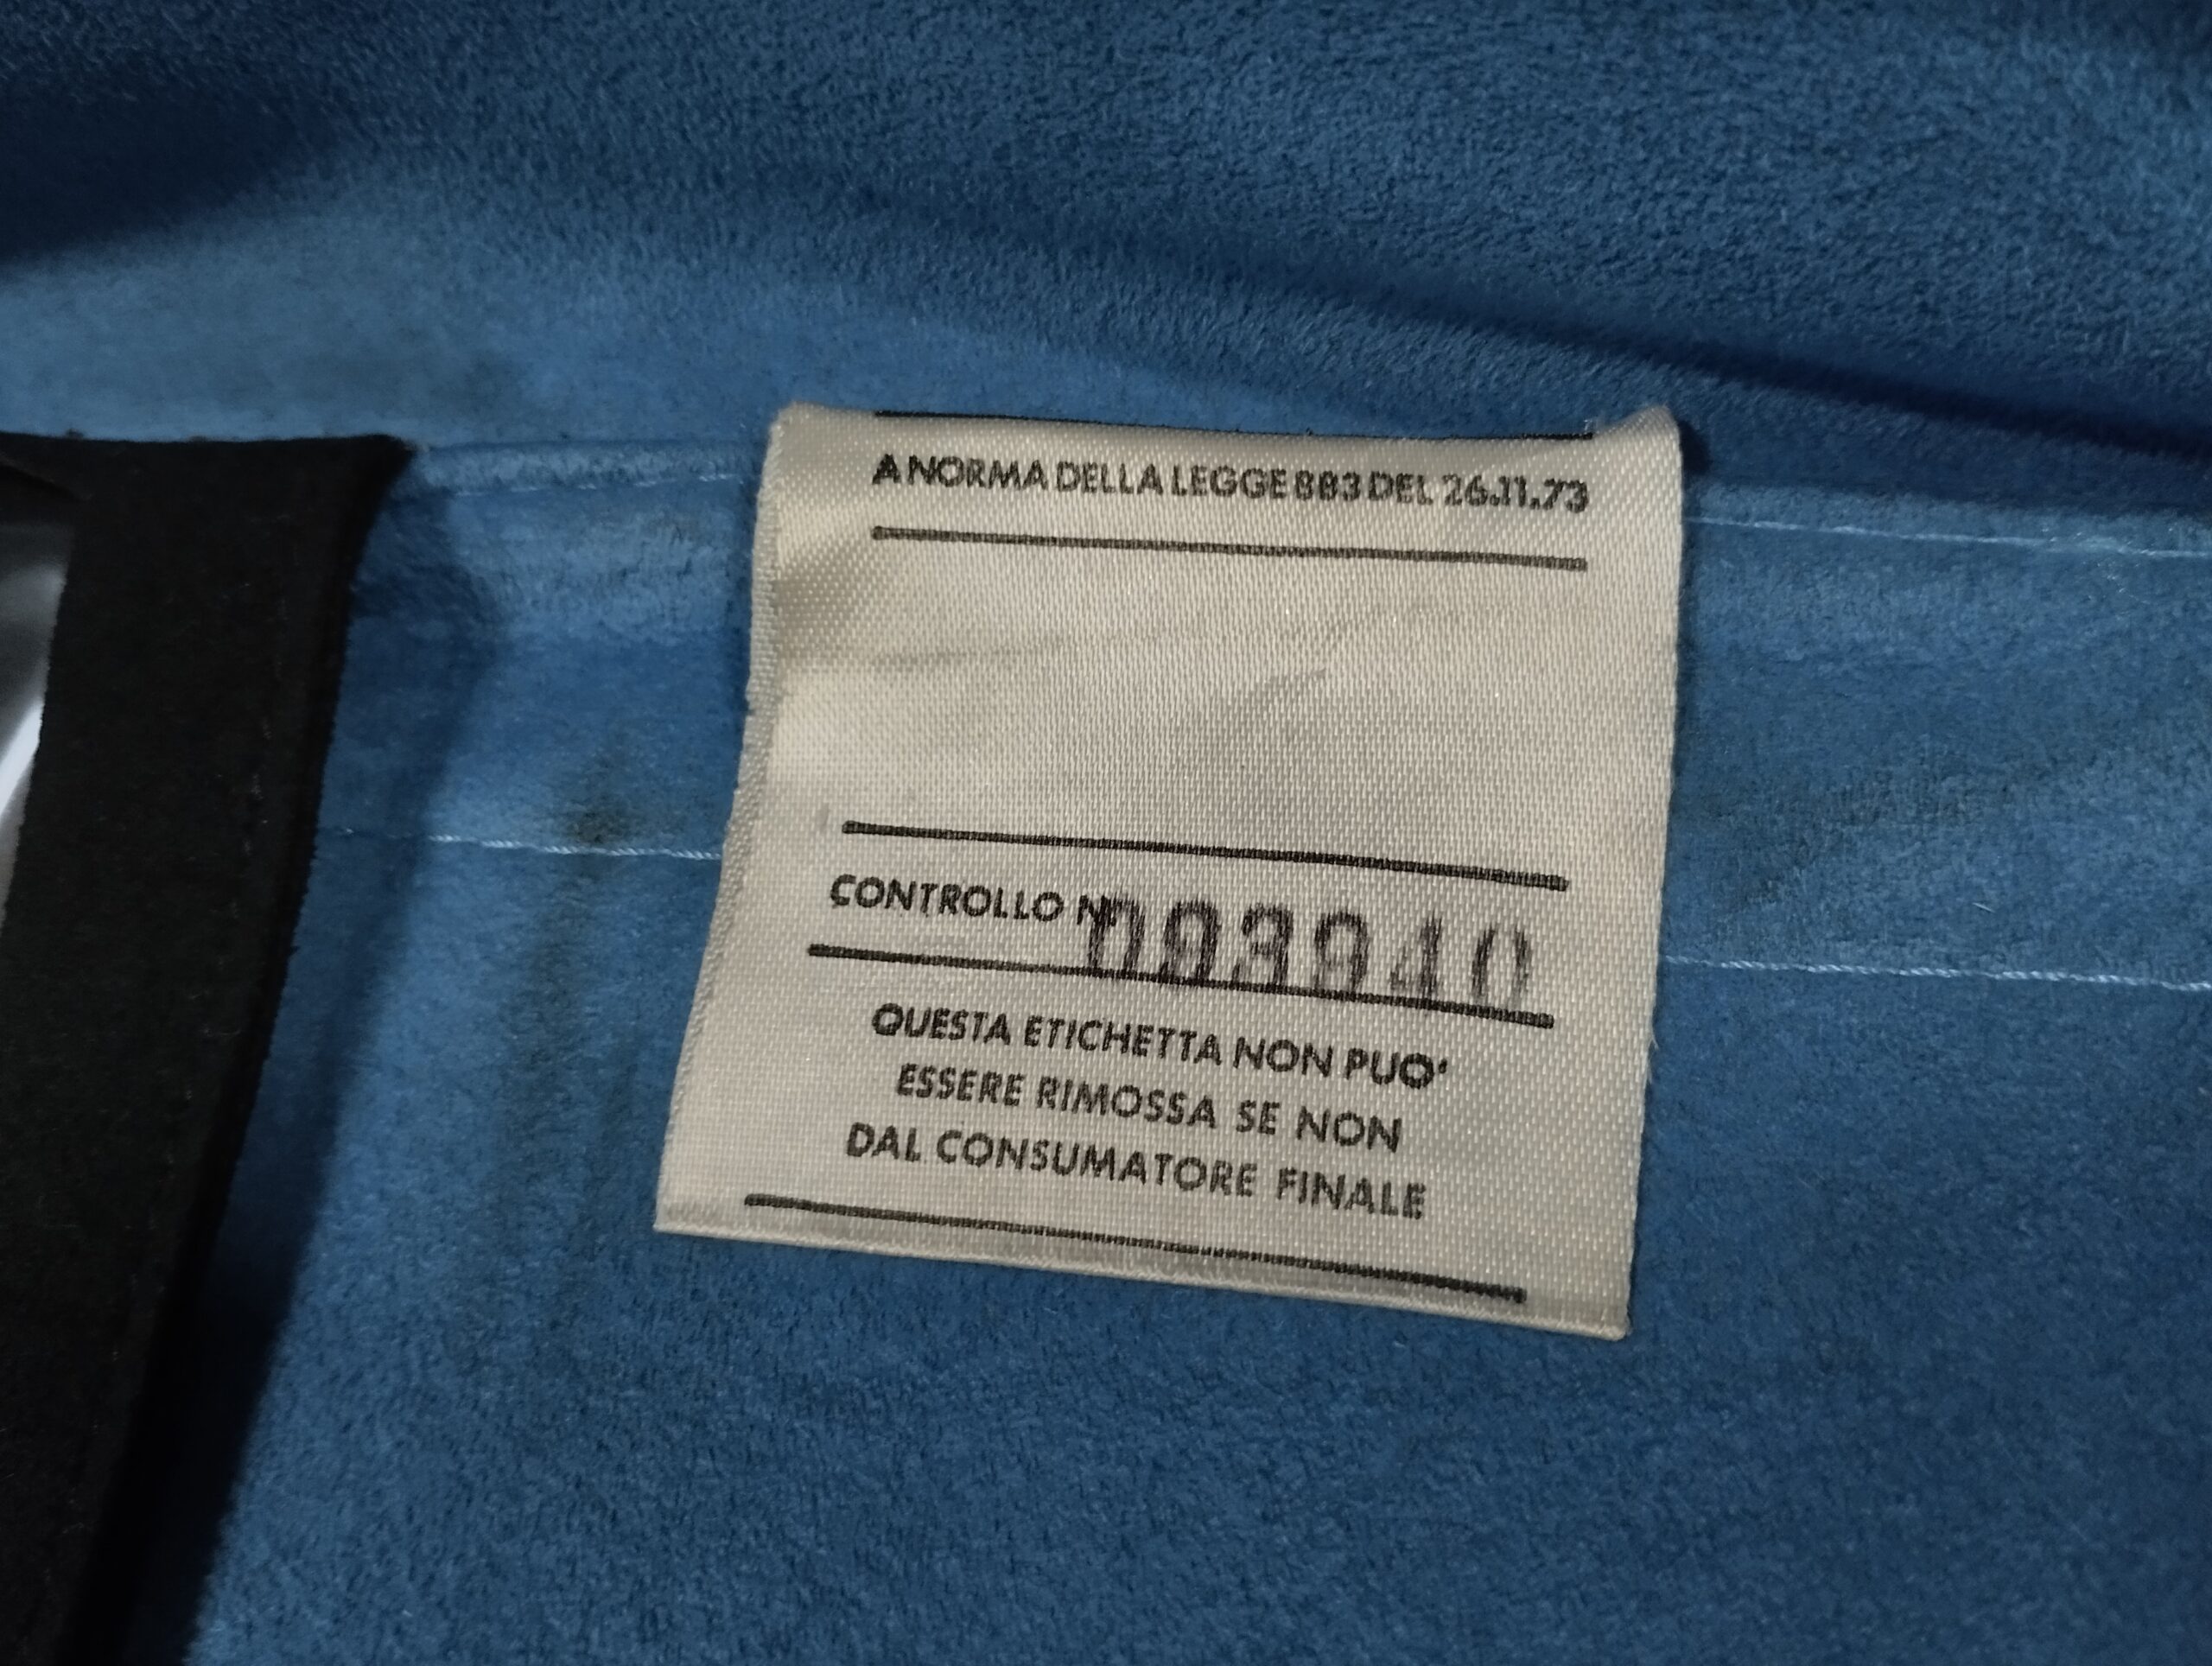 A NORMA DELLA LEGGE 883 DEL 26.11.73
CONTROLLO N. 093940
QUESTA ETICHETTA NON PUO'
ESSERE RIMOSSA SE NON
DAL CONSUMATORE FINALE